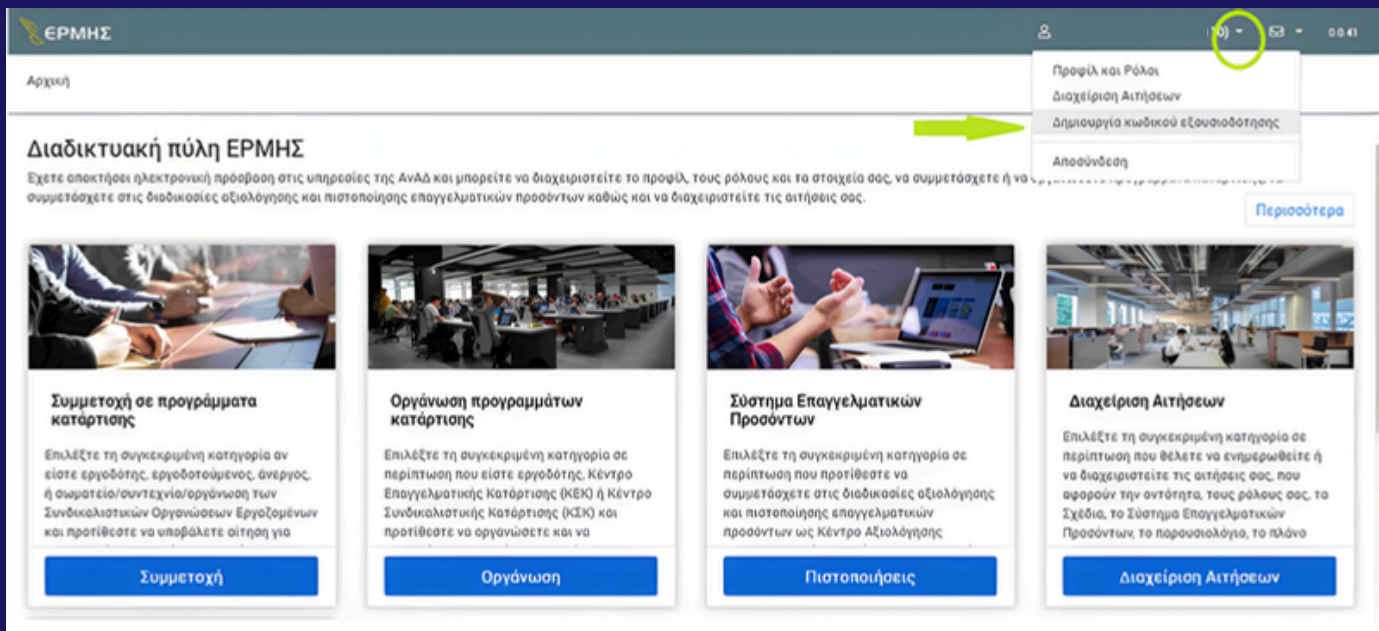 ΕΡΜΗΣ
0) 0041
Αρχική
Προφίλ και Ρόλοι
Διαχείριση Αιτήσεων
Δημιουργία κωδικού εξουσιοδότησης
Αποσύνδεση
Διαδικτυακή πύλη ΕΡΜΗΣ
Έχετε αποκτήσει ηλεκτρονική πρόσβαση στις υπηρεσίες της ΑνΑΔ και μπορείτε να διαχειριστείτε το προφίλ, τους ρόλους και τα στοιχεία σας, να συμμετάσχετε ή να
συμμετάσχετε στις διαδικασίες αξιολόγησης και πιστοποίησης επαγγελματικών προσόντων καθώς και να διαχειριστείτε τις αιτήσεις σας.
Περισσότερα
Συμμετοχή σε προγράμματα
κατάρτισης
Επιλέξτε τη συγκεκριμένη κατηγορία αν
είστε εργοδότης, εργοδοτούμενος, άνεργος,
ή σωματείο/συντεχνία/οργάνωση των
Συνδικαλιστικών Οργανώσεων Εργαζομένων
και προτίθεστε να υποβάλετε αίτηση για
Συμμετοχή
Οργάνωση προγραμμάτων
κατάρτισης
Επιλέξτε τη συγκεκριμένη κατηγορία σε
περίπτωση που είστε εργοδότης, Κέντρο
Επαγγελματικής Κατάρτισης (ΚΕΚ) ή Κέντρο
Συνδικαλιστικής Κατάρτισης (ΚΣΚ) και
προτίθεστε να οργανώσετε και να
Οργάνωση
Σύστημα Επαγγελματικών
Προσόντων
Επιλέξτε τη συγκεκριμένη κατηγορία σε
περίπτωση που προτίθεστε να
συμμετάσχετε στις διαδικασίες αξιολόγησης
και πιστοποίησης επαγγελματικών
προσόντων ως Κέντρο Αξιολόγησης
Πιστοποιήσεις
Διαχείριση Αιτήσεων
Επιλέξτε τη συγκεκριμένη κατηγορία σε
περίπτωση που θέλετε να ενημερωθείτε ή
να διαχειριστείτε τις αιτήσεις σας, που
αφορούν την οντότητα, τους ρόλους σας, τα
Σχέδια, το Σύστημα Επαγγελματικών
Προσόντων, το παρουσιολόγιο, το πλάνο
Διαχείριση Αιτήσεων